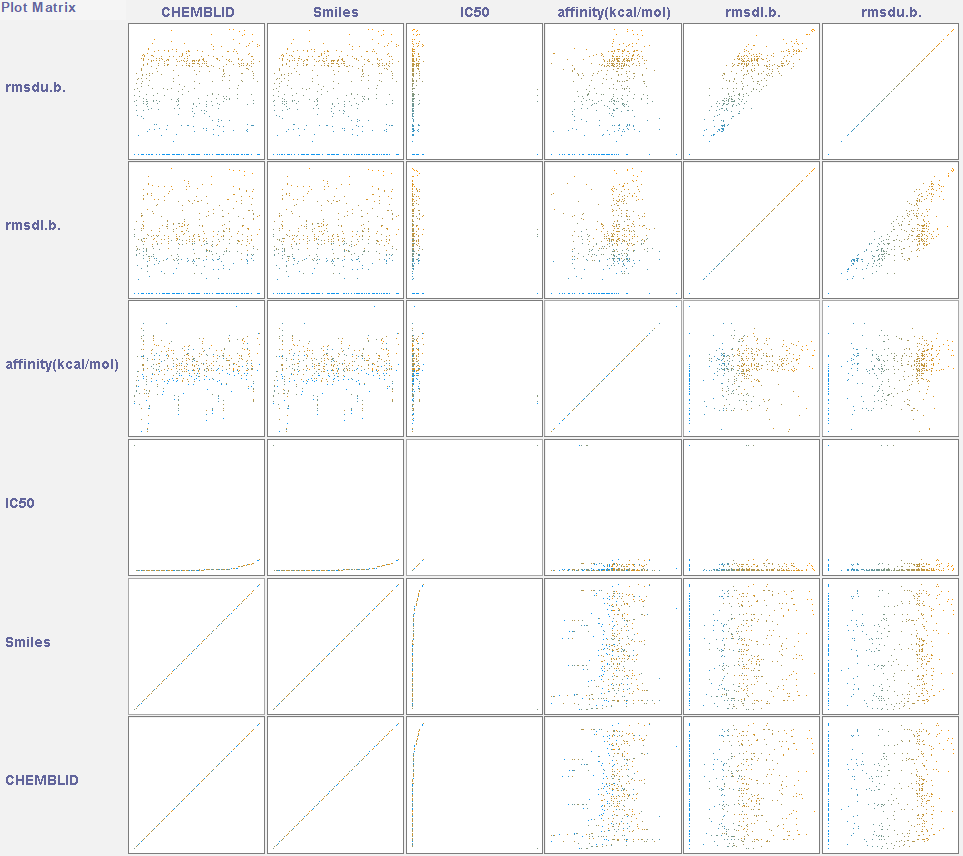 Plot Matrix
CHEMBLID Smiles IC50 affinity(kcal/mol) rmsdl.b. rmsdu.b.
rmsdu.b.
rmsdl.b.
affinity(kcal/mol)
IC50
Smiles
CHEMBLID